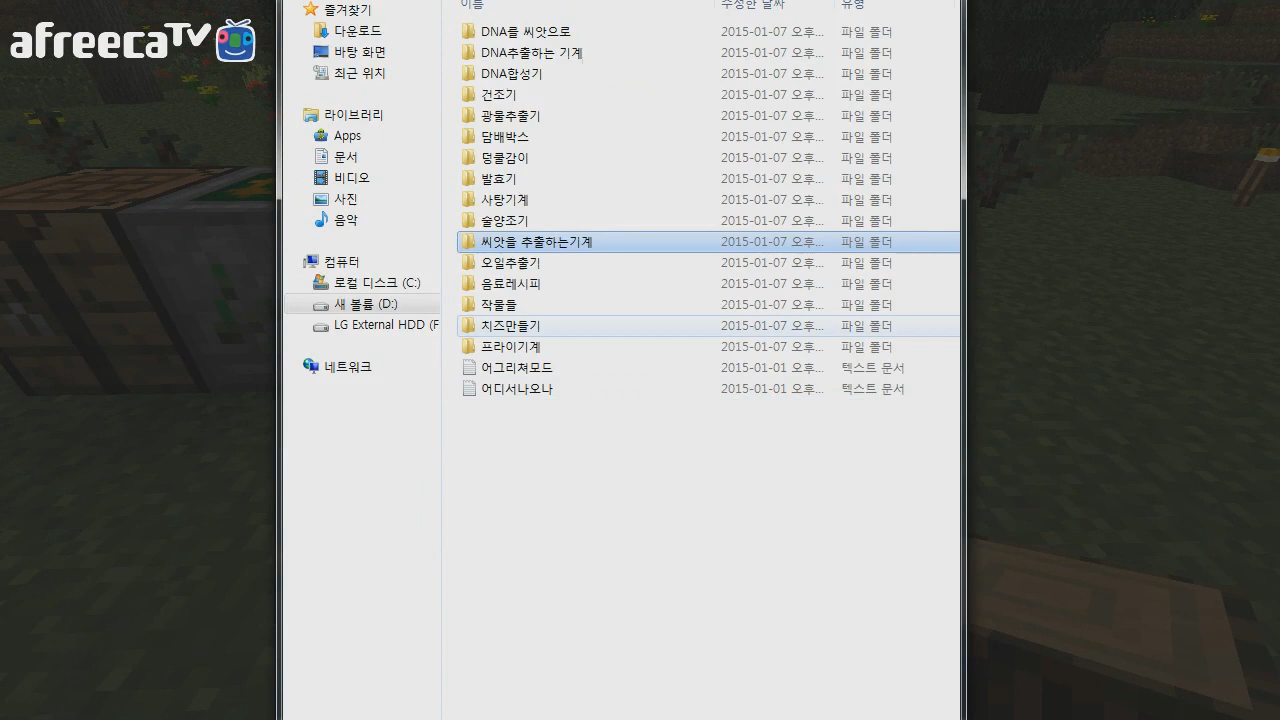 afreecaTV
즐겨찾기
다운로드
바탕 화면
최근 위치
라이브러리
Apps
문서
비디오
사진
음악
컴퓨터
로컬 디스크 (C:)
새 볼륨 (D:)
LG External HDD (F
네트워크
이름 수정한 날짜 유형
DNA를 씨앗으로 2015-01-07 오후... 파일 폴더
DNA추출하는 기계 2015-01-07 오후... 파일 폴더
DNA합성기 2015-01-07 오후... 파일 폴더
건조기 2015-01-07 오후... 파일 폴더
광물추출기 2015-01-07 오후... 파일 폴더
담배박스 2015-01-07 오후... 파일 폴더
덩쿨감이 2015-01-07 오후... 파일 폴더
발효기 2015-01-07 오후... 파일 폴더
사탕기계 2015-01-07 오후... 파일 폴더
술양조기 2015-01-07 오후... 파일 폴더
씨앗을 추출하는기계 2015-01-07 오후... 파일 폴더
오일추출기 2015-01-07 오후... 파일 폴더
음료레시피 2015-01-07 오후... 파일 폴더
작물들 2015-01-07 오후... 파일 폴더
치즈만들기 2015-01-07 오후... 파일 폴더
프라이기계 2015-01-07 오후... 파일 폴더
어그리쳐모드 2015-01-01 오후... 텍스트 문서
어디서나오나 2015-01-01 오후... 텍스트 문서